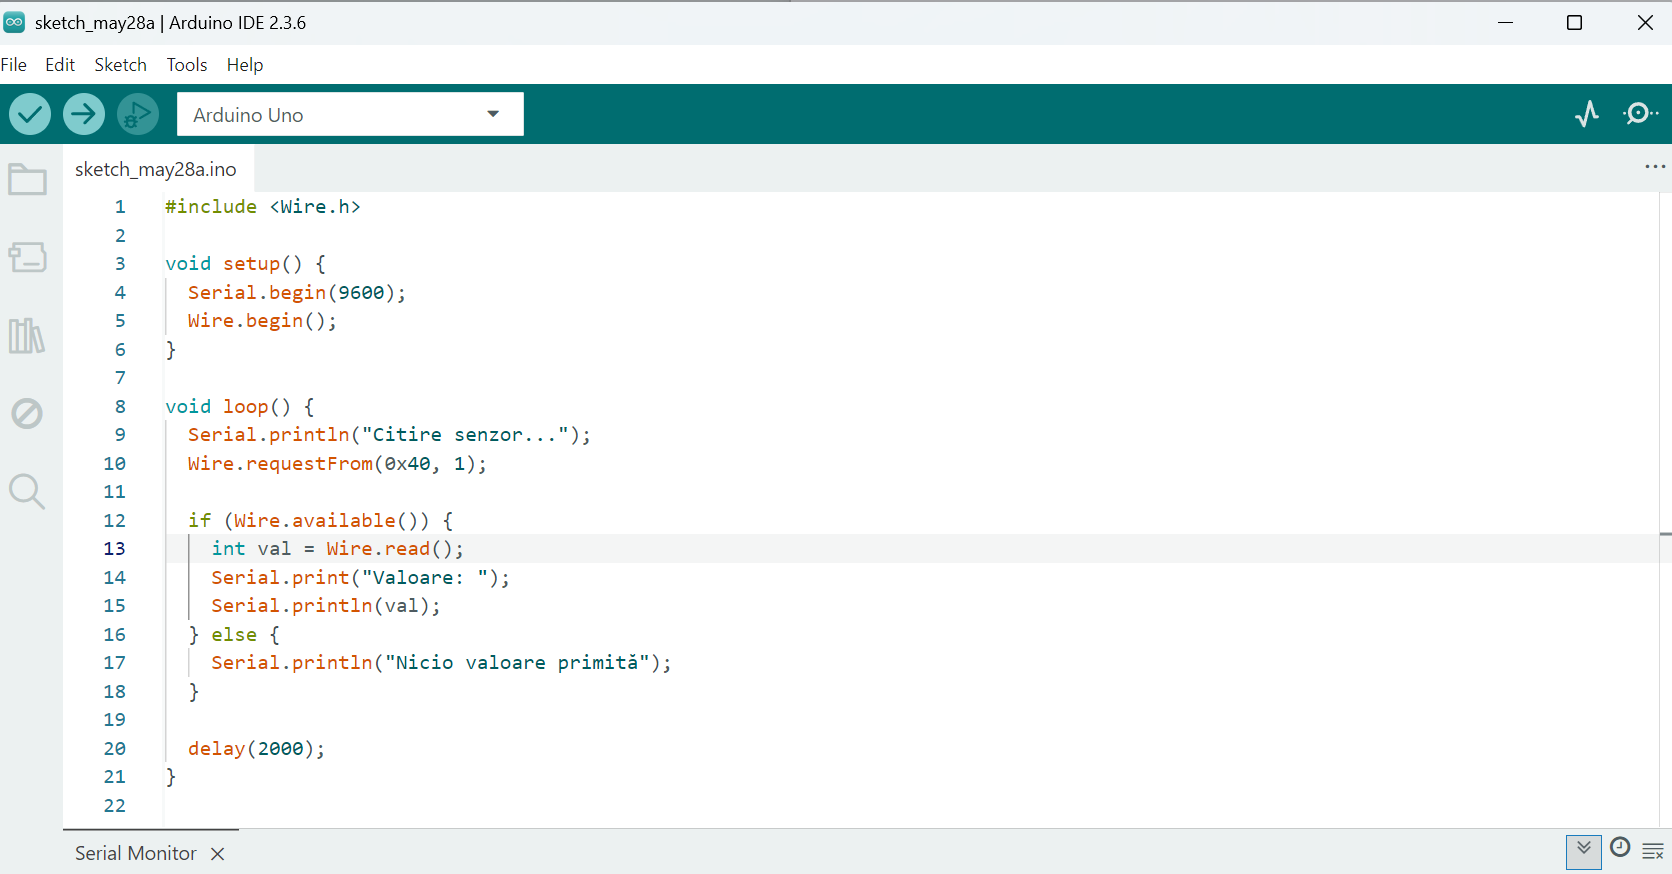 sketch_may28a | Arduino IDE 2.3.6
File Edit Sketch Tools Help
Arduino Uno
sketch_may28a.ino
1 #include <Wire.h>
2
3 void setup() {
4 Serial.begin(9600);
5 Wire.begin();
6 }
7
8 void loop() {
9 Serial.println("Citire senzor...");
10 Wire.requestFrom(0x40, 1);
11
12 if (Wire.available()) {
13 int val = Wire.read();
14 Serial.print("Valoare: ");
15 Serial.println(val);
16 } else {
17 Serial.println("Nicio valoare primită");
18 }
19
20 delay(2000);
21 }
22
Serial Monitor